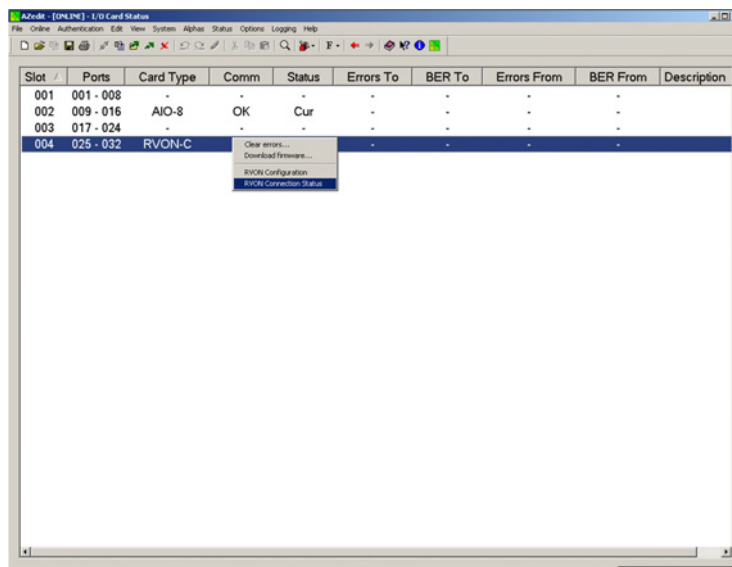 AZedit - [ONLINE] - I/O Card Status
File Online Authentication Edit View System Alphas Status Options Logging Help
Slot Ports Card Type Comm Status Errors To BER To Errors From BER From Description
001 001 - 008 - - - - - - -
002 009 - 016 AIO-8 OK Cur - - - -
003 017 - 024 - - - - - - -
004 025 - 032 RVON-C - - - -
Clear errors...
Download firmware...
RVON Configuration
RVON Connection Status